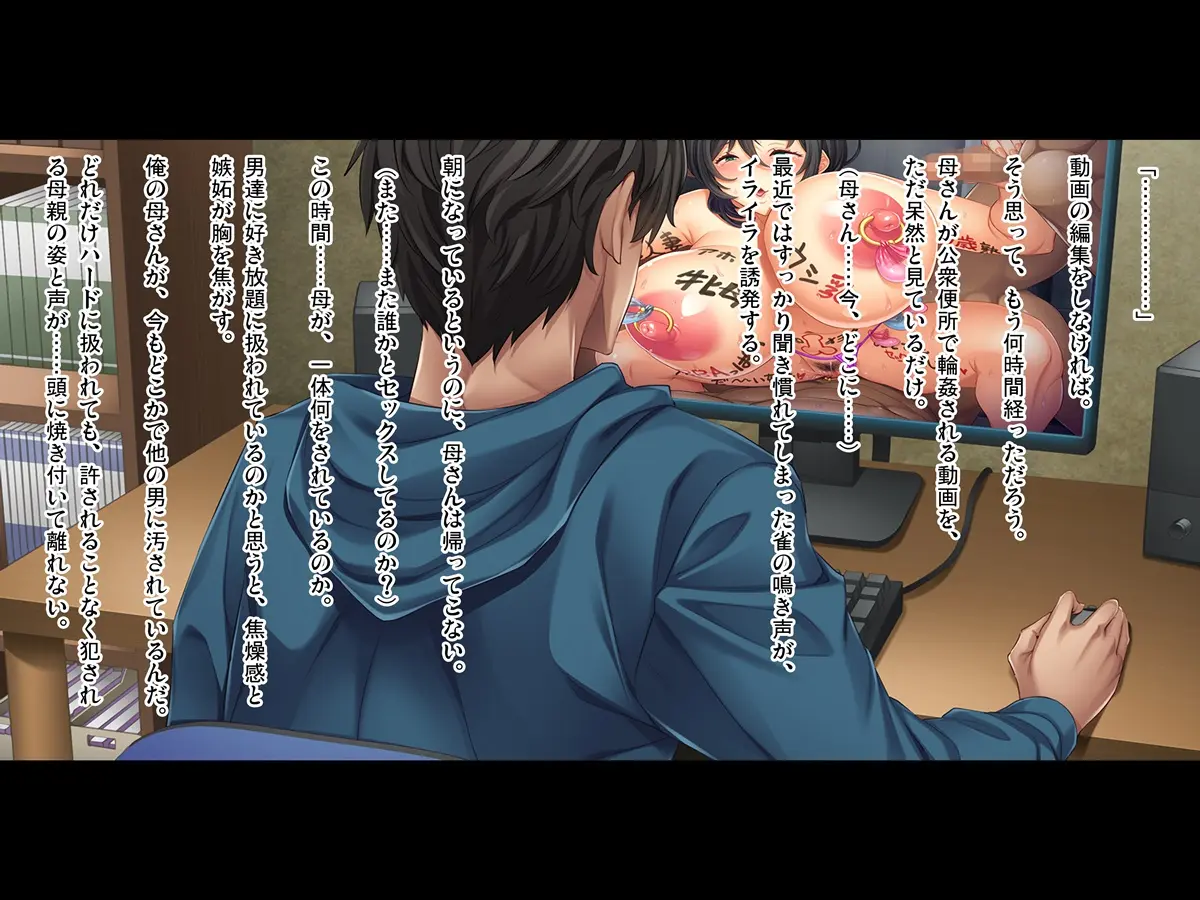 「………………」
動画の編集をしなければ。
そう思って、もう何時間経っただろう。
母さんが公衆便所で輪姦される動画を、
ただ呆然と見ているだけ。
（母さん……今、どこに……）
最近ではすっかり聞き慣れてしまった雀の鳴き声が、
イライラを誘発する。
朝になっているというのに、母さんは帰ってこない。
（また……また誰かとセックスしてるのか？）
この時間……母が、一体何をされているのか。
男達に好き放題に扱われているのかと思うと、焦燥感と
嫉妬が胸を焦がす。
俺の母さんが、今もどこかで他の男に汚されているんだ。
どれだけハードに扱われても、許されることなく犯され
る母親の姿と声が……頭に焼き付いて離れない。
アホ
ウシ